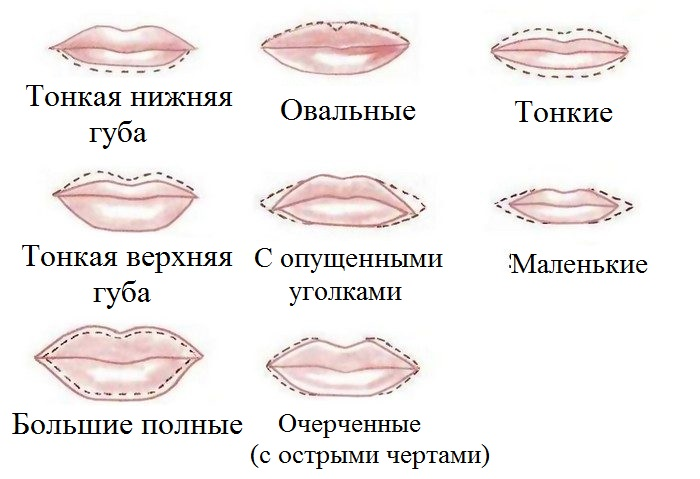 Тонкая нижняя
губа
Овальные
Тонкие
Тонкая верхняя
губа
С опущенными
уголками
Маленькие
Большие полные
Очерченные
(с острыми чертами)